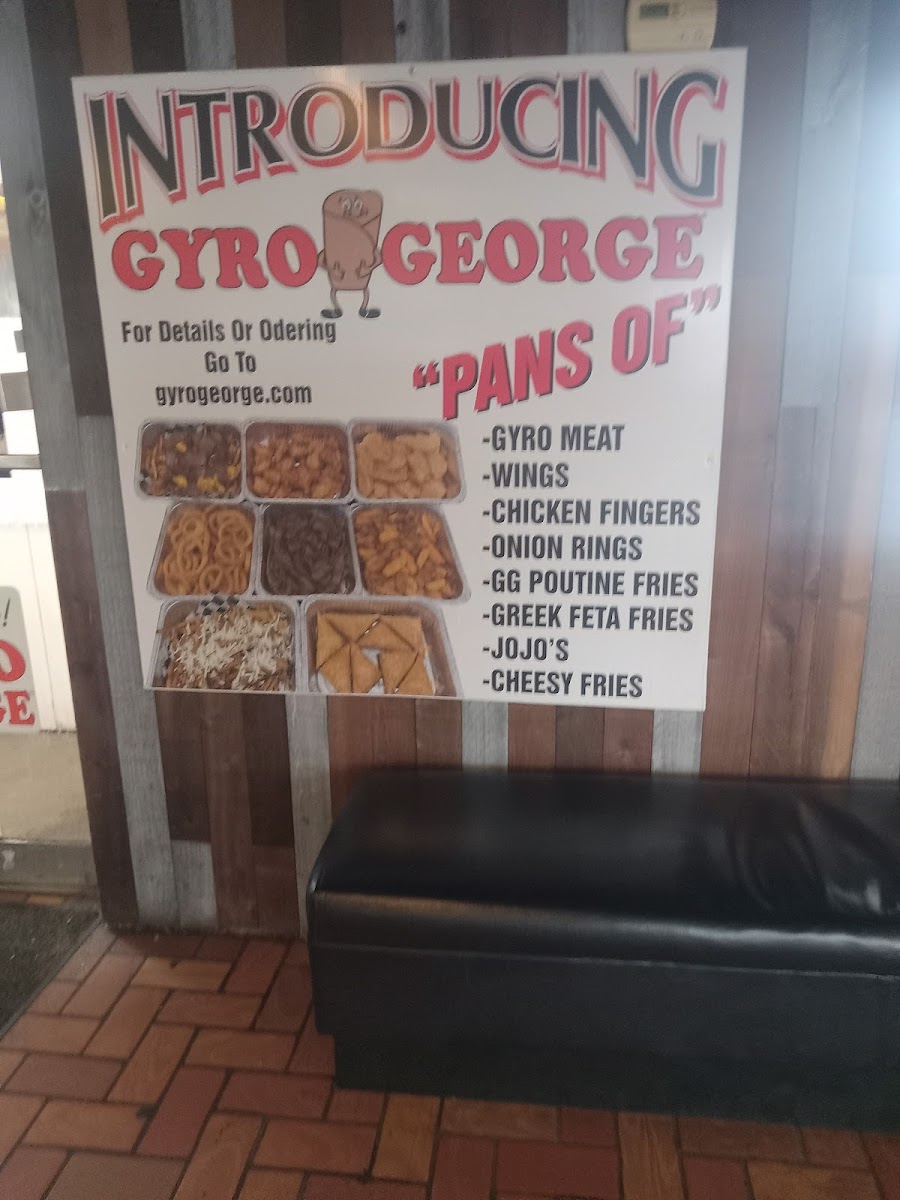 INTRODUCING
GYRO GEORGE
For Details Or Odering
Go To
gyrogeorge.com
"PANS OF"
-GYRO MEAT
-WINGS
-CHICKEN FINGERS
-ONION RINGS
-GG POUTINE FRIES
-GREEK FETA FRIES
-JOJO'S
-CHEESY FRIES